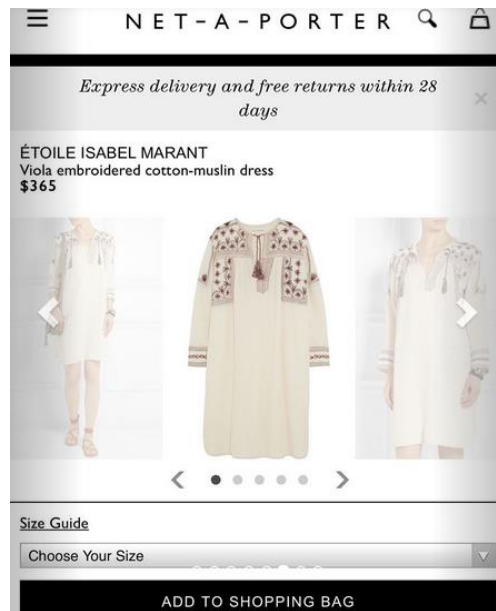 NET-A-PORTER
Express delivery and free returns within 28
days
ÉTOILE ISABEL MARANT
Viola embroidered cotton-muslin dress
$365
Size Guide
Choose Your Size
ADD TO SHOPPING BAG